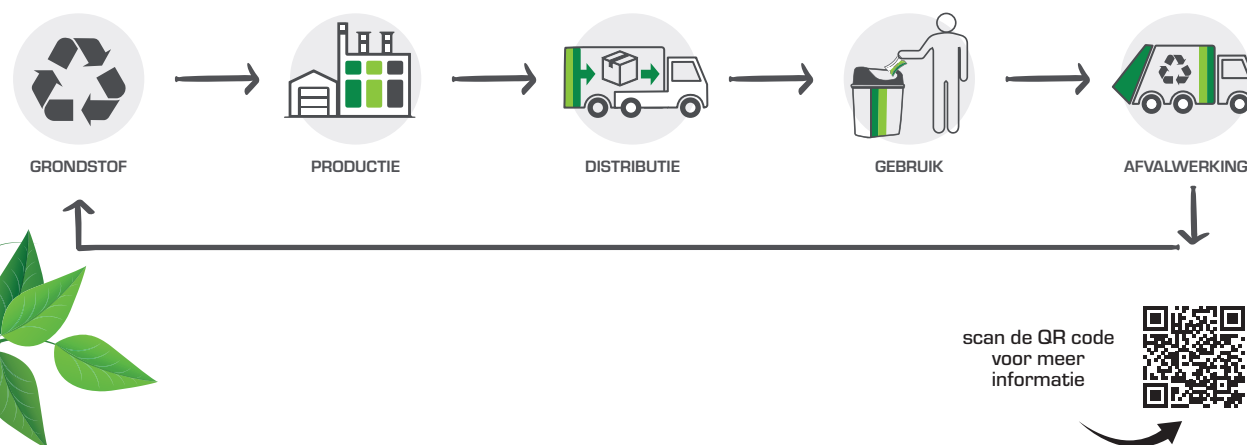 GRONDSTOF
PRODUCTIE
DISTRIBUTIE
GEBRUIK
AFVALWERKING
scan de QR code
voor meer
informatie